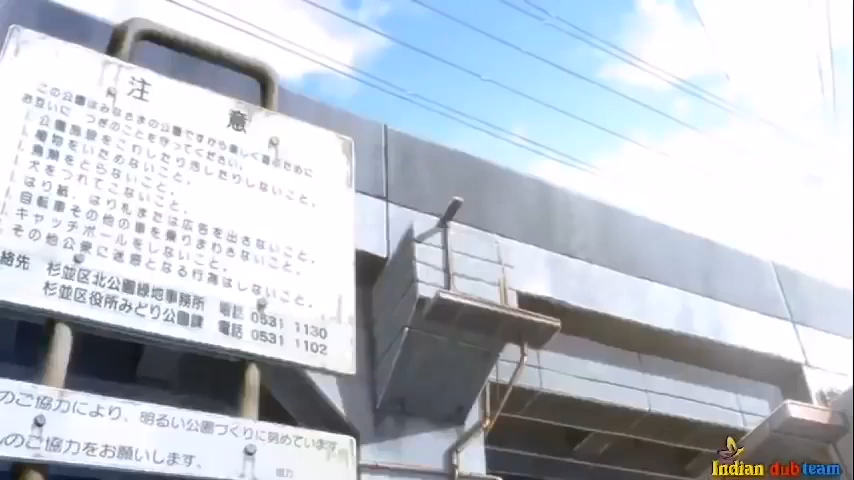 注意
この公園はみなさまの公園ですから楽しく遊ぶために
お互いに つぎのことを守ってください。
1 公園施設をこわしたり汚したりしないこと。
1 植物をいためないこと。
1 鳥類をとらないこと。
1 犬をつれてこないこと。
1 はり紙、はり札または広告を出さないこと。
1 自転車その他の車を乗りまわさないこと。
1 キャッチボールをしないこと。
1 その他公衆に迷惑となる行為はしないこと。
絡先 杉並区北公園緑地事務所 電話 0531 1130
杉並区役所みどり公園課 電話 0531 1102
のご協力により、明るい公園づくりに努めています。
のご協力をお願いします。
協力
Indian dub team